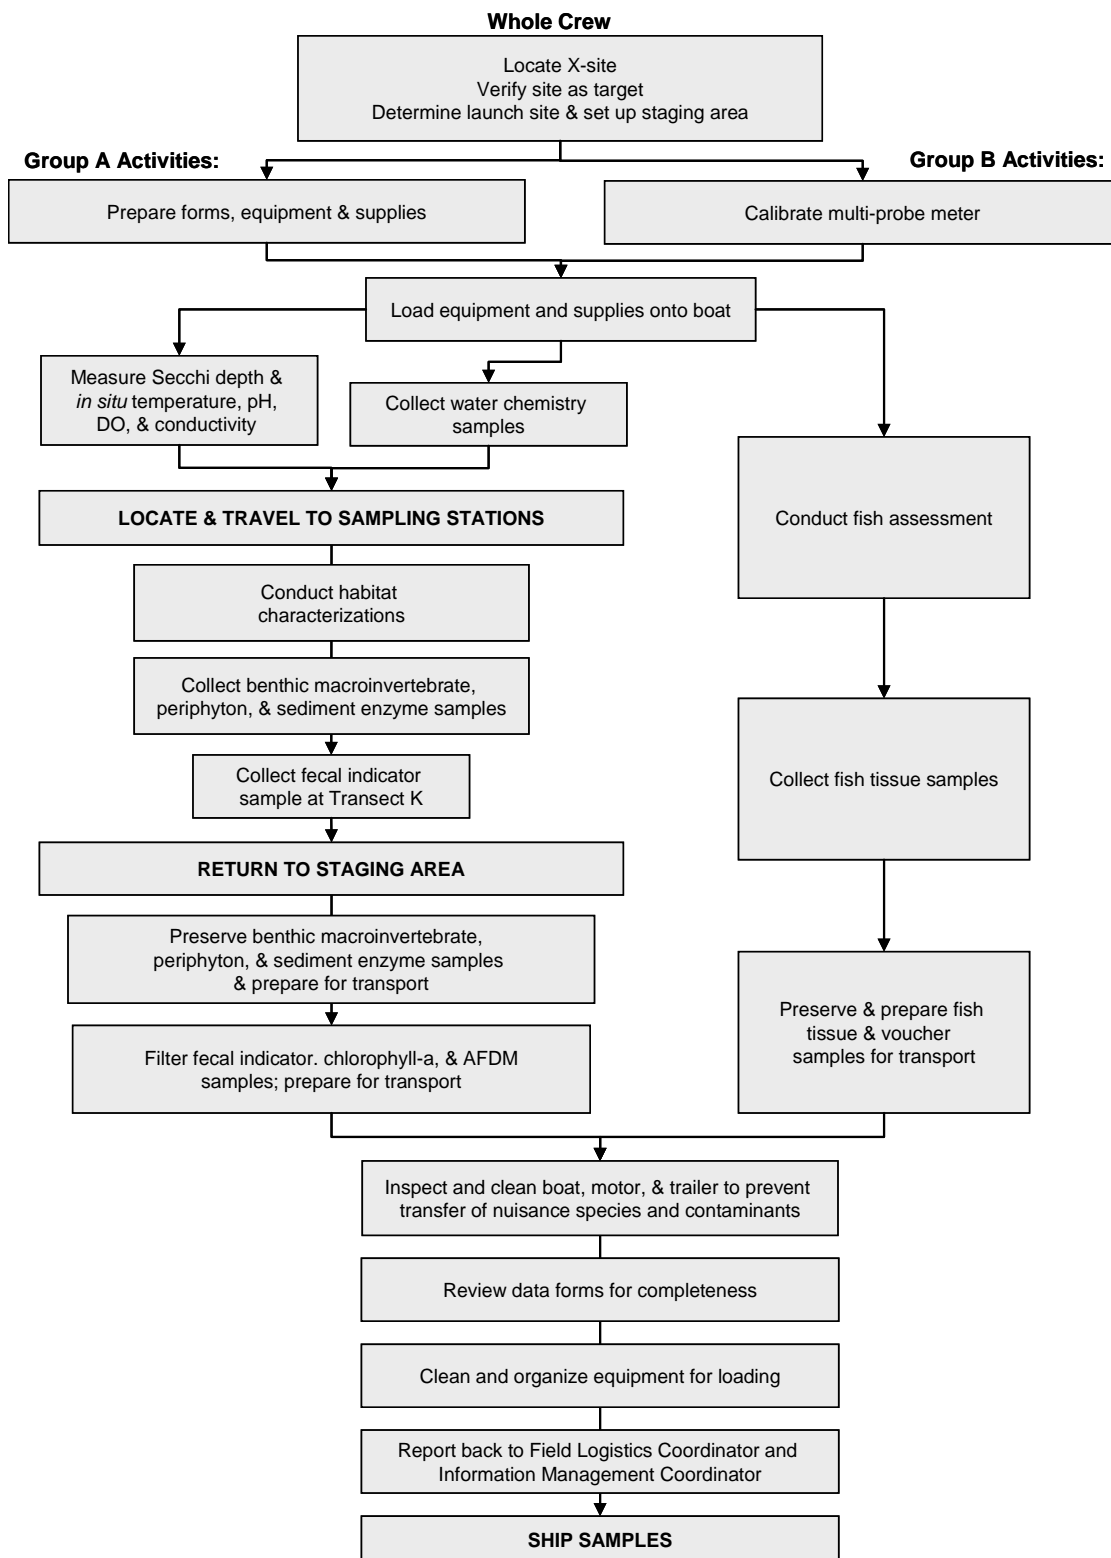 Whole Crew
Locate X-site
Verify site as target
Determine launch site & set up staging area
Group A Activities:
Group B Activities:
Prepare forms, equipment & supplies
Calibrate multi-probe meter
Load equipment and supplies onto boat
Measure Secchi depth &
in situ temperature, pH,
DO, & conductivity
Collect water chemistry
samples
LOCATE & TRAVEL TO SAMPLING STATIONS
Conduct fish assessment
Conduct habitat
characterizations
Collect benthic macroinvertebrate,
periphyton, & sediment enzyme samples
Collect fecal indicator
sample at Transect K
Collect fish tissue samples
RETURN TO STAGING AREA
Preserve benthic macroinvertebrate,
periphyton, & sediment enzyme samples
& prepare for transport
Preserve & prepare fish
tissue & voucher
samples for transport
Filter fecal indicator. chlorophyll-a, & AFDM
samples; prepare for transport
Inspect and clean boat, motor, & trailer to prevent
transfer of nuisance species and contaminants
Review data forms for completeness
Clean and organize equipment for loading
Report back to Field Logistics Coordinator and
Information Management Coordinator
SHIP SAMPLES